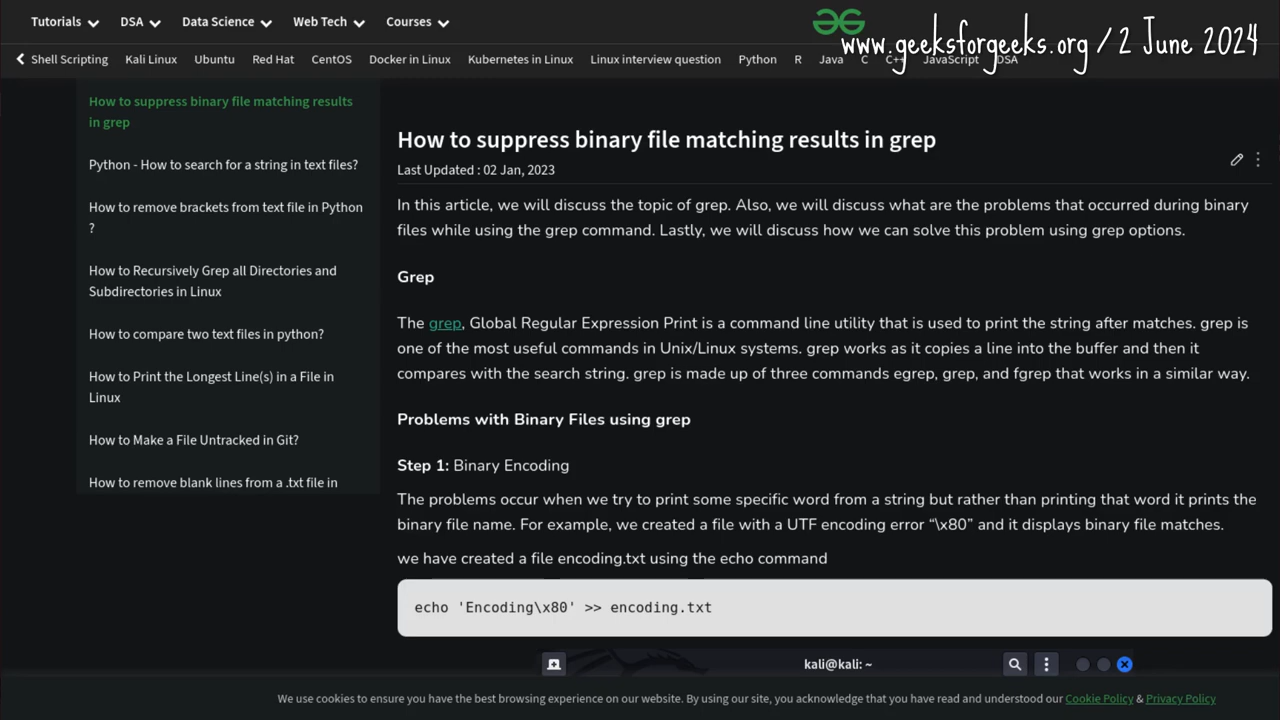 Tutorials
DSA
Data Science
Web Tech
Courses
www.geeksforgeeks.org / 2 June 2024
Shell Scripting
Kali Linux
Ubuntu
Red Hat
CentOS
Docker in Linux
Kubernetes in Linux
Linux interview question
Python
R
Java
C
C++
JavaScript
DSA
How to suppress binary file matching results
in grep
Python - How to search for a string in text files?
How to remove brackets from text file in Python
?
How to Recursively Grep all Directories and
Subdirectories in Linux
How to compare two text files in python?
How to Print the Longest Line(s) in a File in
Linux
How to Make a File Untracked in Git?
How to remove blank lines from a .txt file in
How to suppress binary file matching results in grep
Last Updated : 02 Jan, 2023
In this article, we will discuss the topic of grep. Also, we will discuss what are the problems that occurred during binary
files while using the grep command. Lastly, we will discuss how we can solve this problem using grep options.
Grep
The grep, Global Regular Expression Print is a command line utility that is used to print the string after matches. grep is
one of the most useful commands in Unix/Linux systems. grep works as it copies a line into the buffer and then it
compares with the search string. grep is made up of three commands egrep, grep, and fgrep that works in a similar way.
Problems with Binary Files using grep
Step 1: Binary Encoding
The problems occur when we try to print some specific word from a string but rather than printing that word it prints the
binary file name. For example, we created a file with a UTF encoding error “\x80” and it displays binary file matches.
we have created a file encoding.txt using the echo command
echo 'Encoding\x80' >> encoding.txt
kali@kali: ~
We use cookies to ensure you have the best browsing experience on our website. By using our site, you acknowledge that you have read and understood our Cookie Policy & Privacy Policy